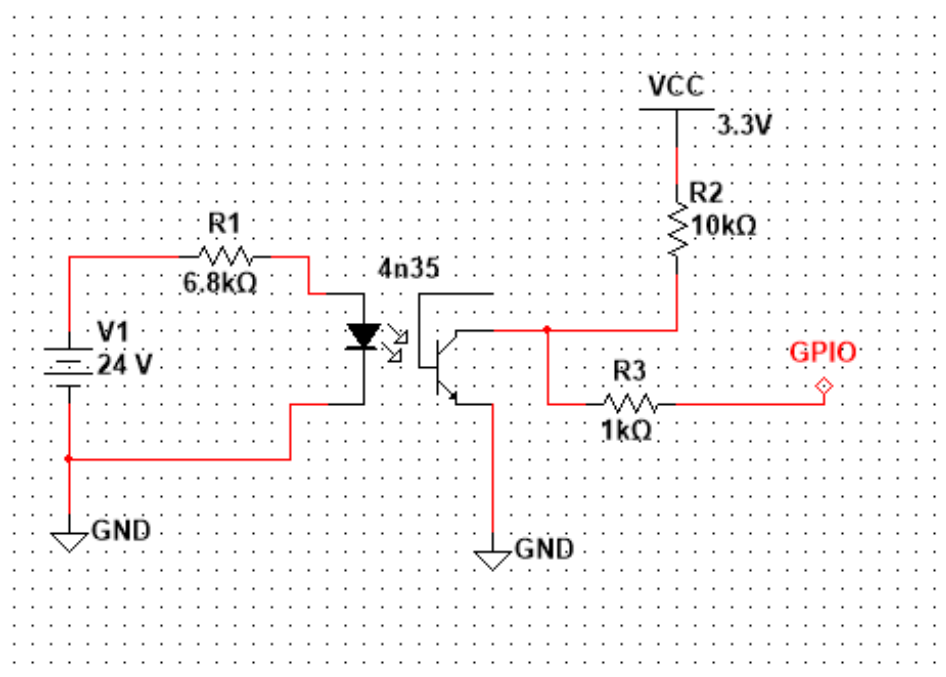 VCC
3.3V
R2
10kΩ
R1
6.8kΩ
4n35
V1
24 V
GPIO
R3
1kΩ
GND
GND